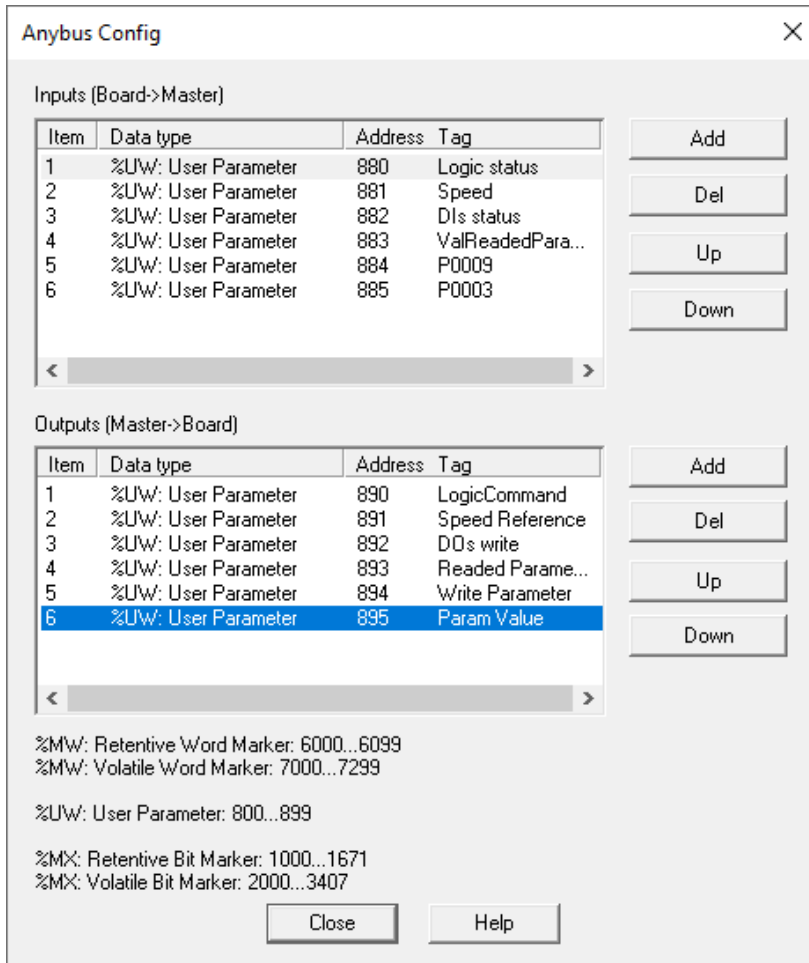 Anybus Config
Inputs (Board->Master)
Item Data type Address Tag
1 %UW: User Parameter 880 Logic status
2 %UW: User Parameter 881 Speed
3 %UW: User Parameter 882 DIs status
4 %UW: User Parameter 883 ValReadedPara...
5 %UW: User Parameter 884 P0009
6 %UW: User Parameter 885 P0003
Add
Del
Up
Down
Outputs (Master->Board)
Item Data type Address Tag
1 %UW: User Parameter 890 LogicCommand
2 %UW: User Parameter 891 Speed Reference
3 %UW: User Parameter 892 DOs write
4 %UW: User Parameter 893 Readed Parame...
5 %UW: User Parameter 894 Write Parameter
6 %UW: User Parameter 895 Param Value
Add
Del
Up
Down
%MW: Retentive Word Marker: 6000...6099
%MW: Volatile Word Marker: 7000...7299
%UW: User Parameter: 800...899
%MX: Retentive Bit Marker: 1000...1671
%MX: Volatile Bit Marker: 2000...3407
Close Help